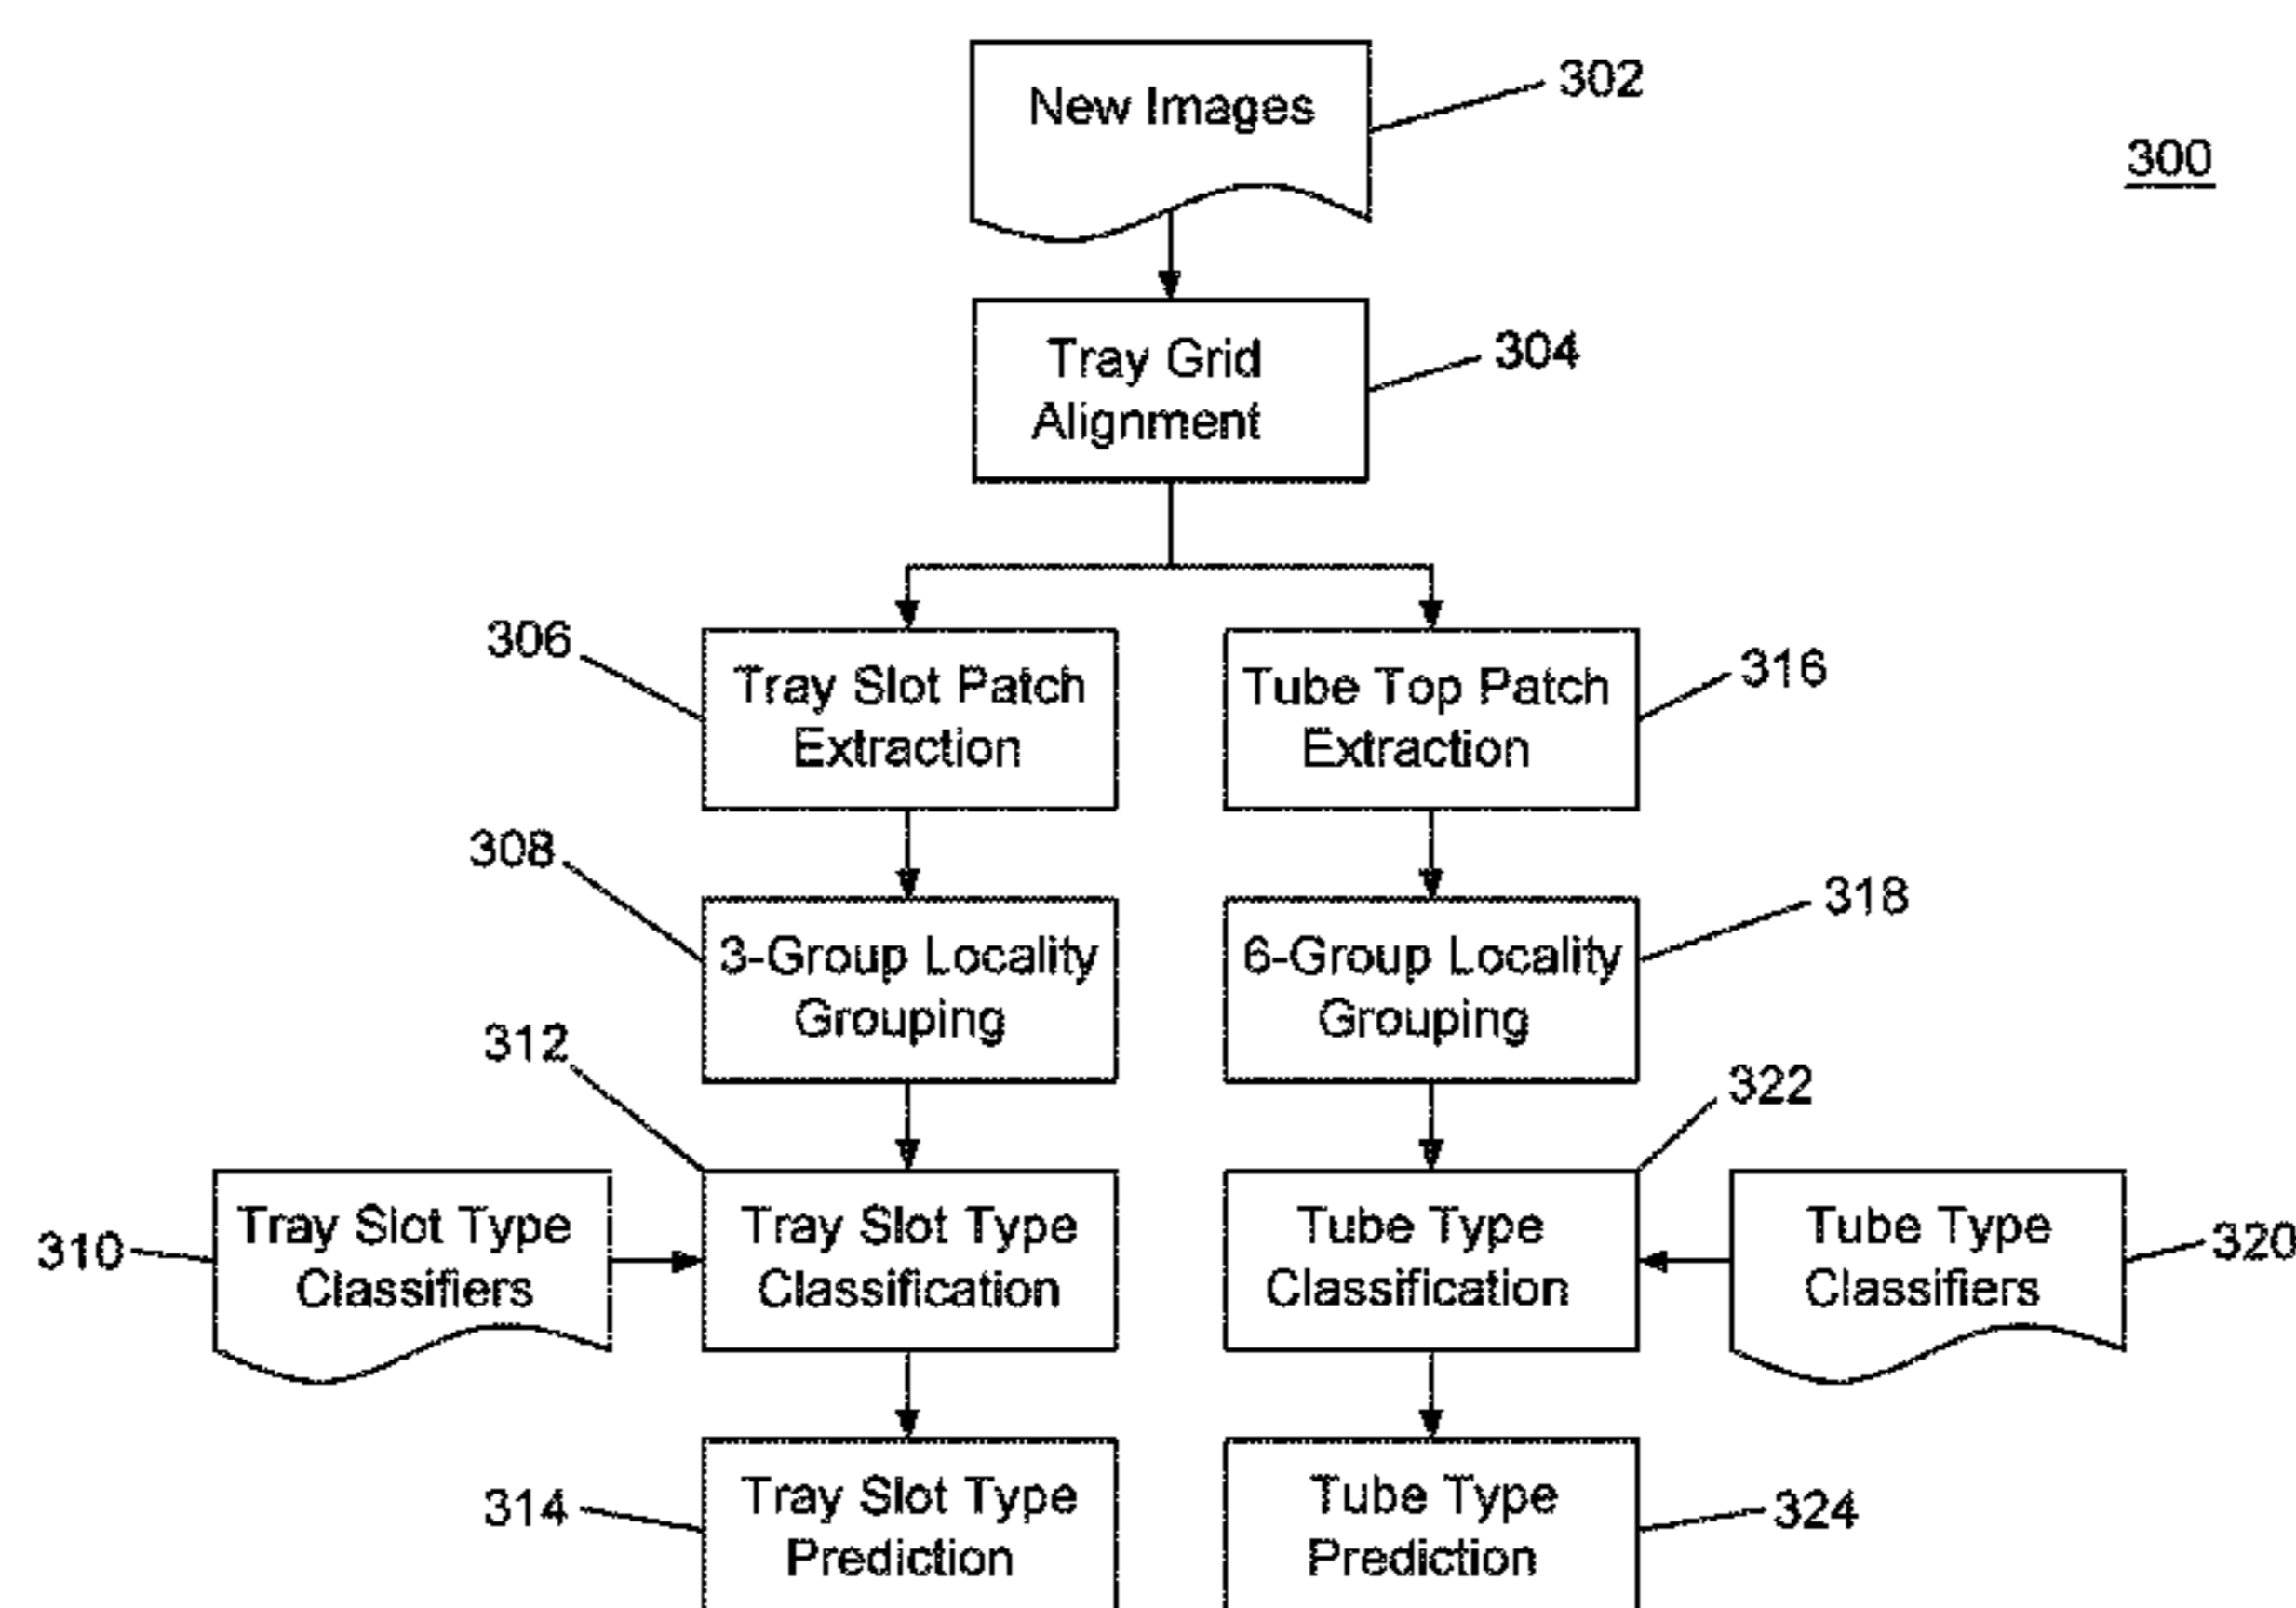 New Images
302
300
Tray Grid
Alignment
304
306
Tray Slot Patch
Extraction
Tube Top Patch
Extraction
316
308
3-Group Locality
Grouping
6-Group Locality
Grouping
318
312
322
310
Tray Slot Type
Classifiers
Tray Slot Type
Classification
Tube Type
Classification
Tube Type
Classifiers
320
314
Tray Slot Type
Prediction
Tube Type
Prediction
324